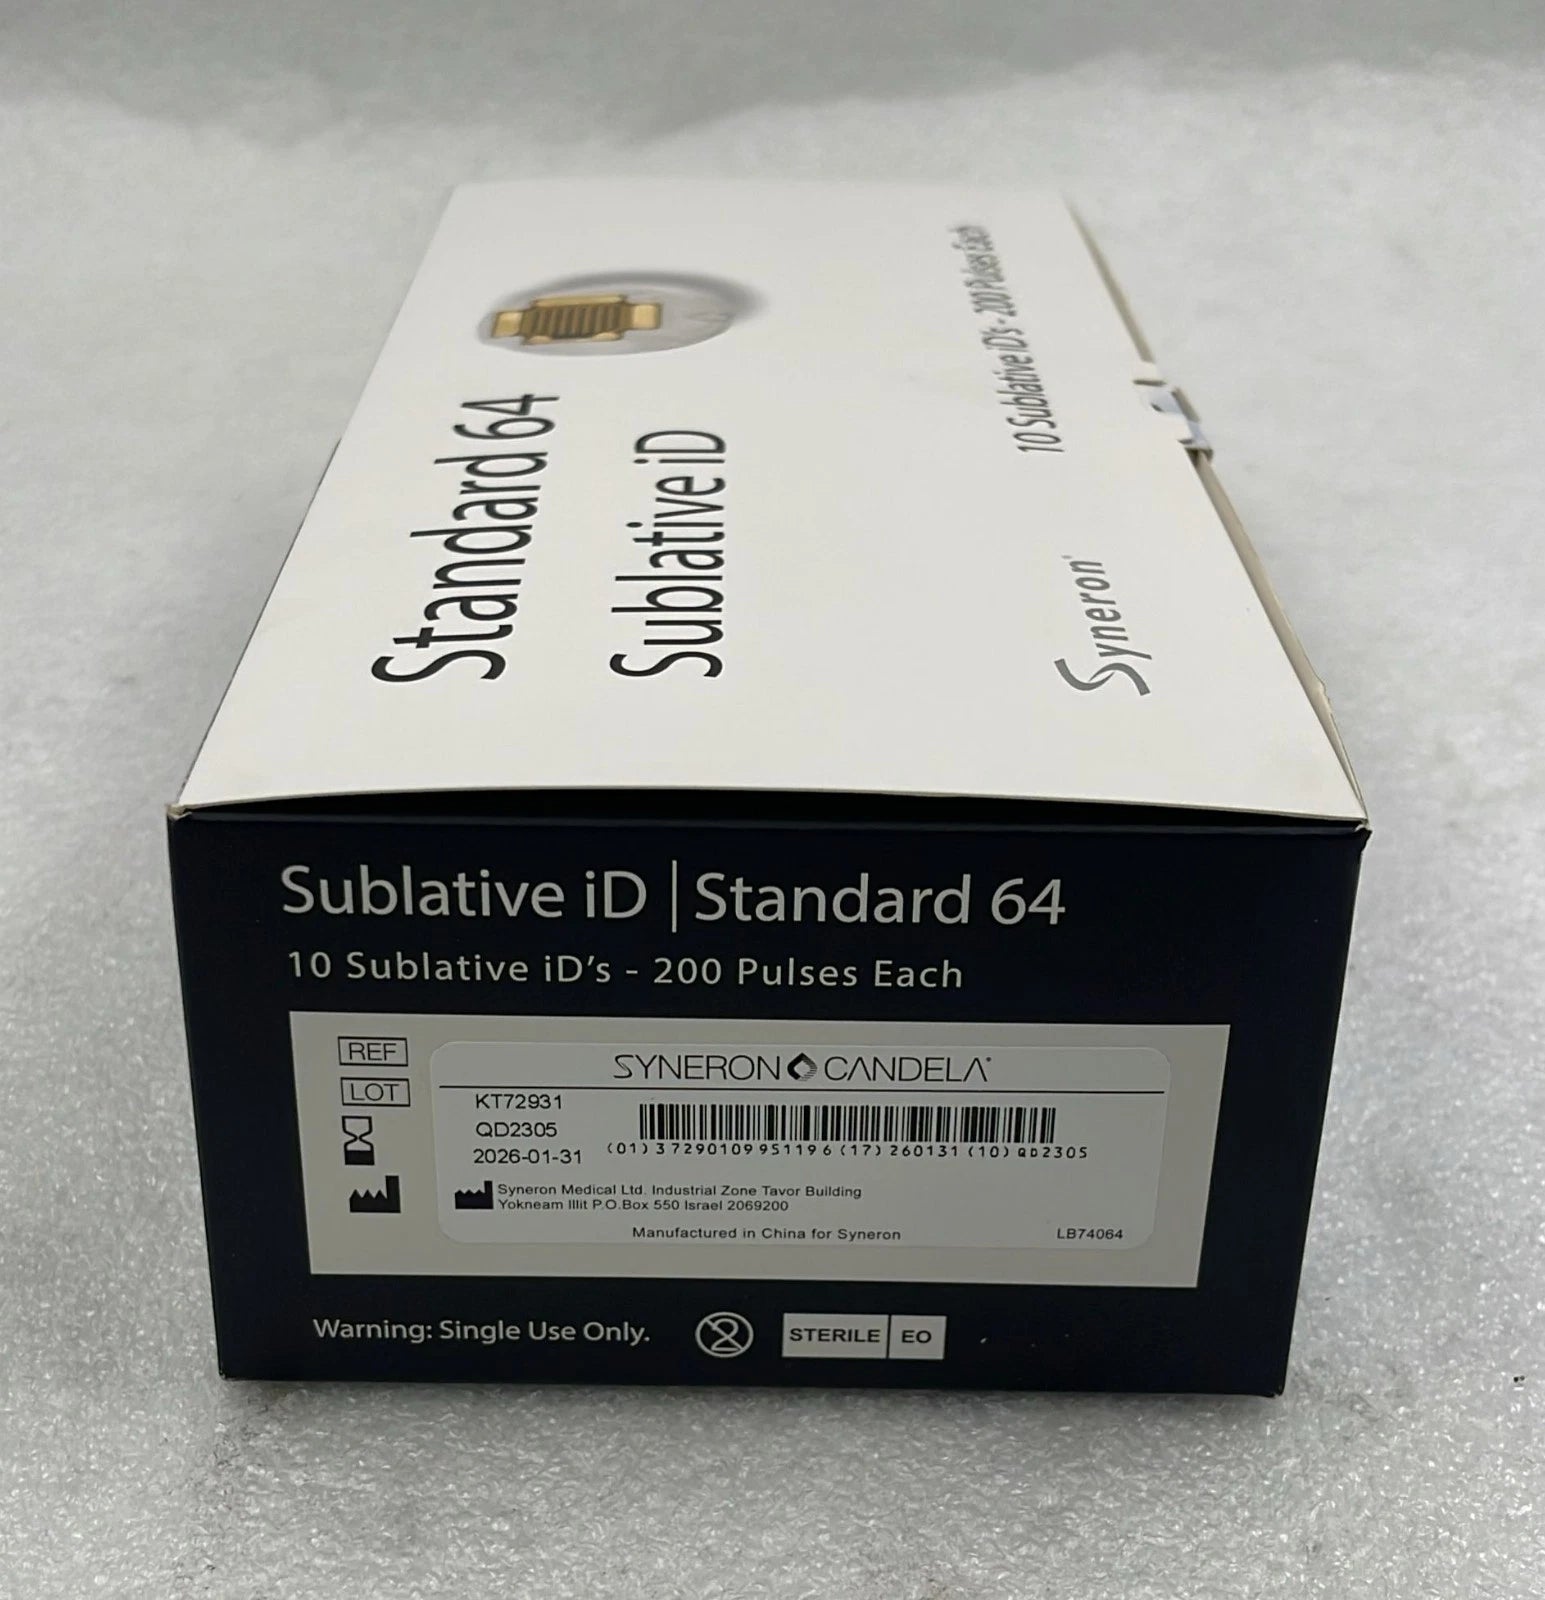 Standard 64
Sublative iD
10 Sublative iD's - 200 Pulses Each
Syneron
Sublative iD | Standard 64
10 Sublative iD's - 200 Pulses Each
REF
LOT
SYNERON CANDELA
KT72931
QD2305
2026-01-31
(01)37290109951196(17)260131(10)QD2305
Syneron Medical Ltd. Industrial Zone Tavor Building
Yokneam Illit P.O.Box 550 Israel 2069200
Manufactured in China for Syneron
LB74064
Warning: Single Use Only.
2
STERILE EO